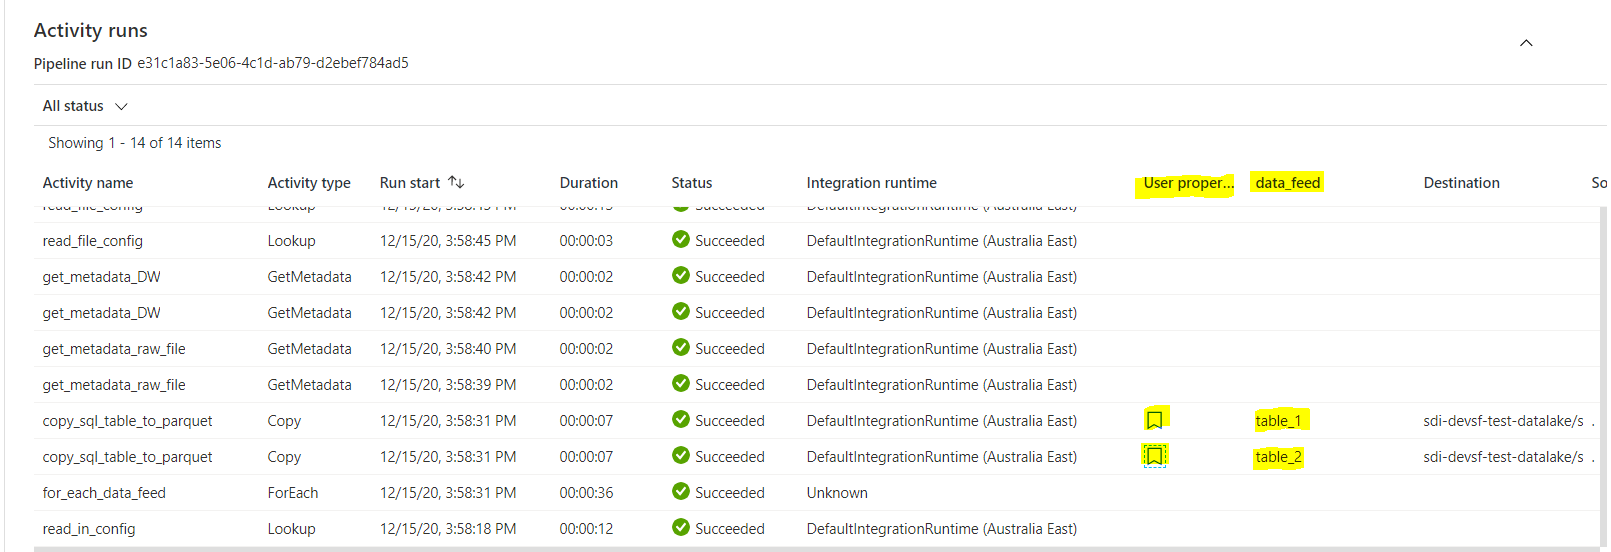 Activity runs
Pipeline run ID e31c1a83-5e06-4c1d-ab79-d2ebef784ad5
All status
Showing 1 - 14 of 14 items
Activity name Activity type Run start Duration Status Integration runtime User proper... data_feed Destination So
read_file_config Lookup 12/15/20, 3:58:45 PM 00:00:03 Succeeded DefaultIntegrationRuntime (Australia East)
get_metadata_DW GetMetadata 12/15/20, 3:58:42 PM 00:00:02 Succeeded DefaultIntegrationRuntime (Australia East)
get_metadata_DW GetMetadata 12/15/20, 3:58:42 PM 00:00:02 Succeeded DefaultIntegrationRuntime (Australia East)
get_metadata_raw_file GetMetadata 12/15/20, 3:58:40 PM 00:00:02 Succeeded DefaultIntegrationRuntime (Australia East)
get_metadata_raw_file GetMetadata 12/15/20, 3:58:39 PM 00:00:02 Succeeded DefaultIntegrationRuntime (Australia East)
copy_sql_table_to_parquet Copy 12/15/20, 3:58:31 PM 00:00:07 Succeeded DefaultIntegrationRuntime (Australia East) table_1 sdi-devsf-test-datalake/s .
copy_sql_table_to_parquet Copy 12/15/20, 3:58:31 PM 00:00:07 Succeeded DefaultIntegrationRuntime (Australia East) table_2 sdi-devsf-test-datalake/s .
for_each_data_feed ForEach 12/15/20, 3:58:31 PM 00:00:36 Succeeded Unknown
read_in_config Lookup 12/15/20, 3:58:18 PM 00:00:12 Succeeded DefaultIntegrationRuntime (Australia East)